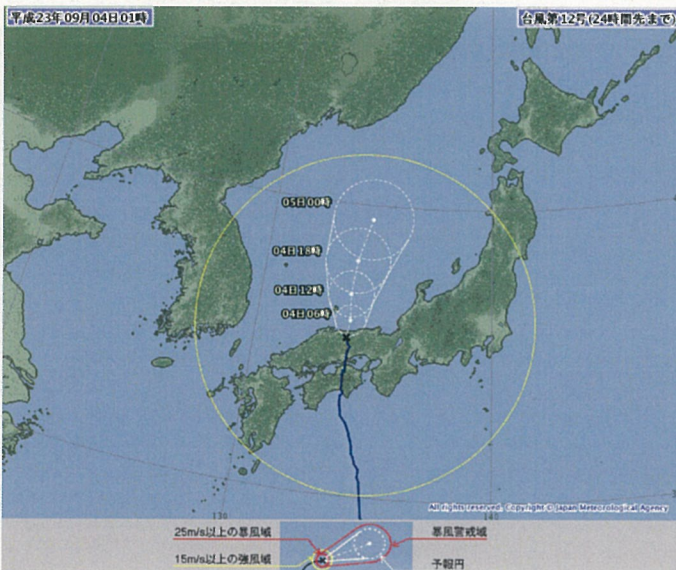 平成23年09月04日01時
台風第12号(24時間先まで)
05日00時
04日18時
04日12時
04日06時
130
140
All rights reserved. Copyright © Japan Meteorological Agency
25m/s以上の暴風域
暴風警戒域
15m/s以上の強風域
予報円